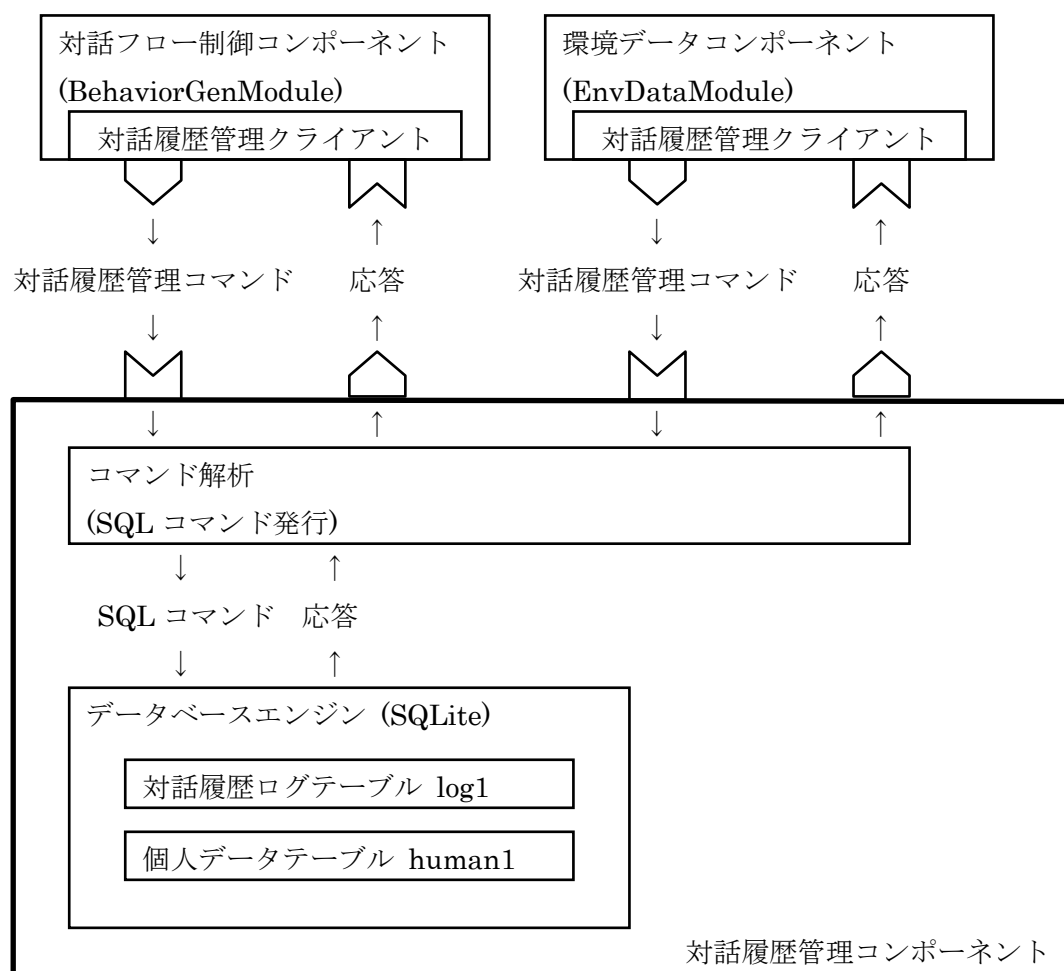 対話フロー制御コンポーネント
(BehaviorGenModule)
対話履歴管理クライアント
環境データコンポーネント
(EnvDataModule)
対話履歴管理クライアント
↓ ↑ ↓ ↑
対話履歴管理コマンド 応答 対話履歴管理コマンド 応答
↓ ↑ ↓ ↑
↓ ↑ ↓ ↑
コマンド解析
(SQL コマンド発行)
↓ ↑
SQL コマンド 応答
↓ ↑
データベースエンジン (SQLite)
対話履歴ログテーブル log1
個人データテーブル human1
対話履歴管理コンポーネント